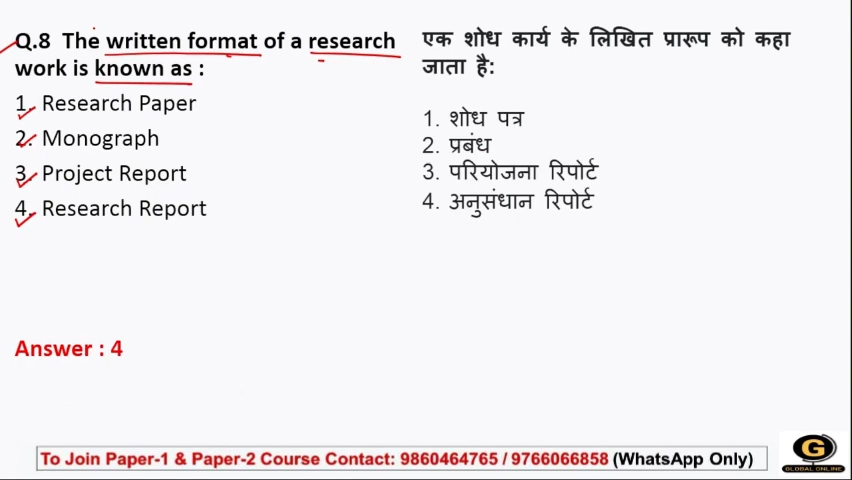 Q.8 The written format of a research
work is known as :
1. Research Paper
2. Monograph
3. Project Report
4. Research Report
एक शोध कार्य के लिखित प्रारूप को कहा
जाता है:
1. शोध पत्र
2. प्रबंध
3. परियोजना रिपोर्ट
4. अनुसंधान रिपोर्ट
Answer : 4
To Join Paper-1 & Paper-2 Course Contact: 9860464765 / 9766066858 (WhatsApp Only)
G
GLOBAL ONLINE